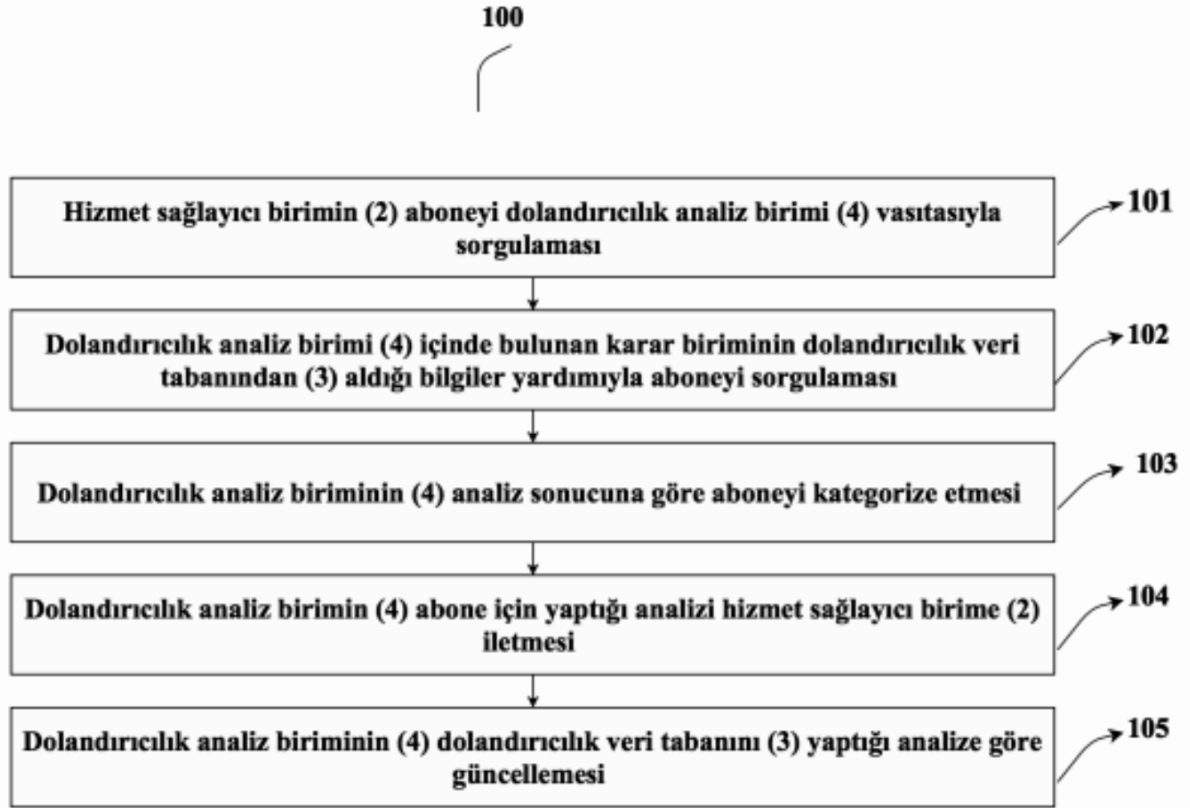 100
Hizmet sağlayıcı birimin (2) aboneyi dolandırıcılık analiz birimi (4) vasıtasıyla
sorgulaması
101
Dolandırıcılık analiz birimi (4) içinde bulunan karar biriminin dolandırıcılık veri
tabanından (3) aldığı bilgiler yardımıyla aboneyi sorgulaması
102
Dolandırıcılık analiz biriminin (4) analiz sonucuna göre aboneyi kategorize etmesi
103
Dolandırıcılık analiz birimin (4) abone için yaptığı analizi hizmet sağlayıcı birime (2)
iletmesi
104
Dolandırıcılık analiz biriminin (4) dolandırıcılık veri tabanını (3) yaptığı analize göre
güncellemesi
105